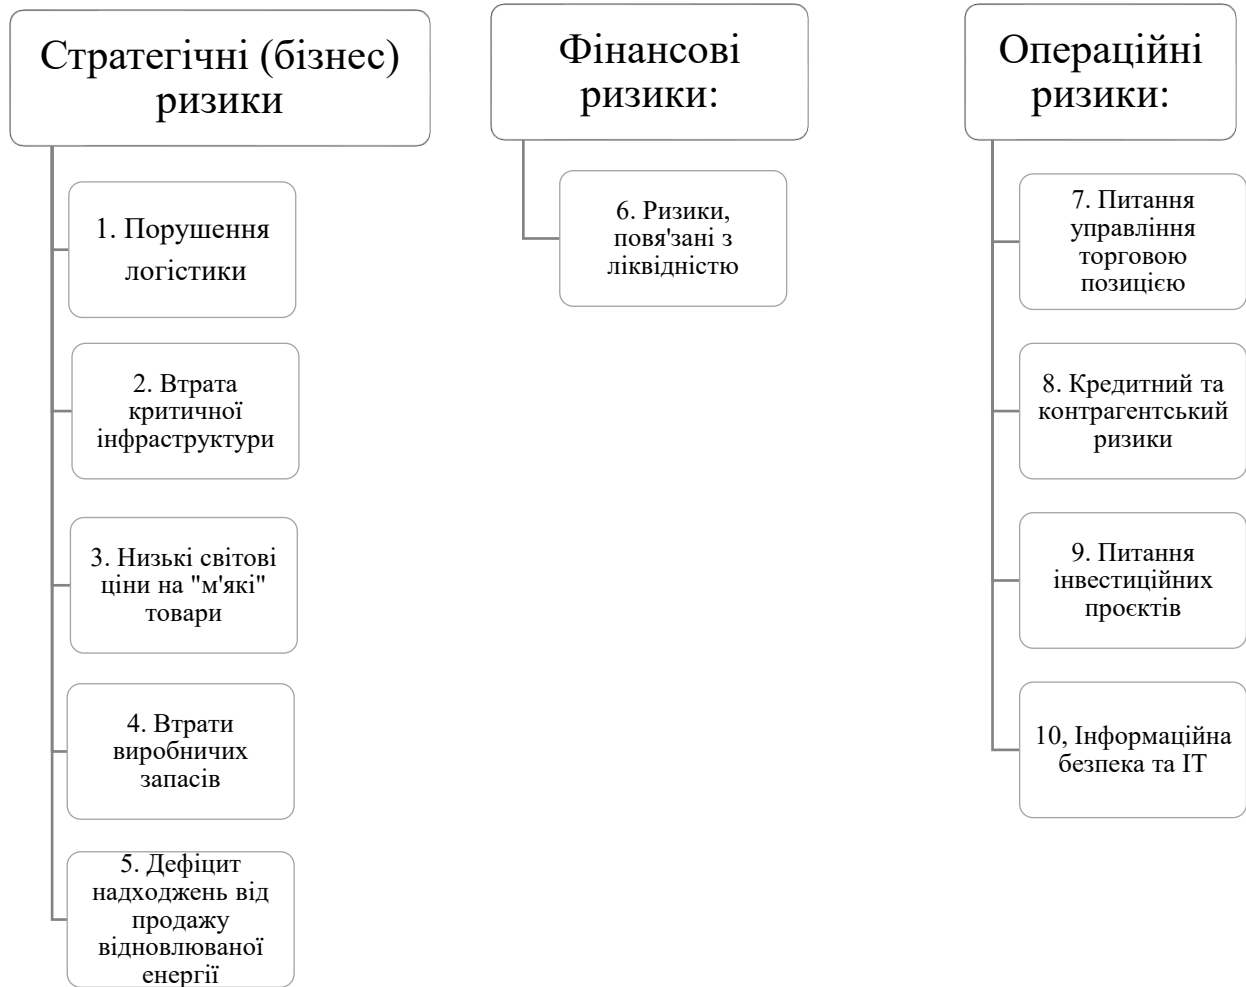 Стратегічні (бізнес)
ризики
1. Порушення
логістики
2. Втрата
критичної
інфраструктури
3. Низькі світові
ціни на "м'які"
товари
4. Втрати
виробничих
запасів
5. Дефіцит
надходжень від
продажу
відновлюваної
енергії
Фінансові
ризики:
6. Ризики,
повя'зані з
ліквідністю
Операційні
ризики:
7. Питання
управління
торговою
позицією
8. Кредитний та
контрагентський
ризики
9. Питання
інвестиційних
проєктів
10, Інформаційна
безпека та ІТ